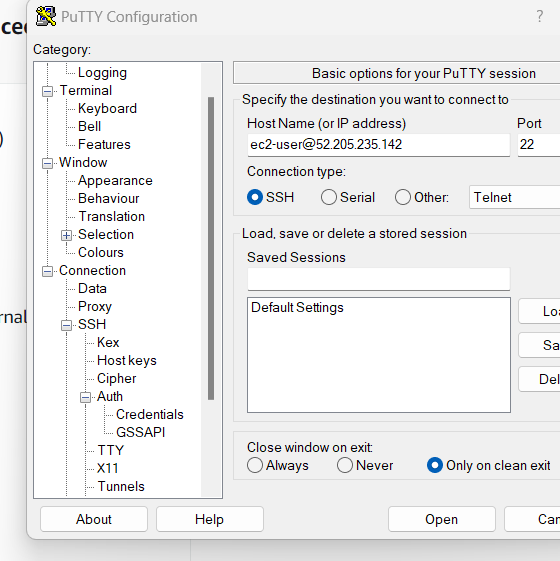 PuTTY Configuration
?
Category:
Logging
Terminal
Keyboard
Bell
Features
Window
Appearance
Behaviour
Translation
Selection
Colours
Connection
Data
Proxy
SSH
Kex
Host keys
Cipher
Auth
Credentials
GSSAPI
TTY
X11
Tunnels
Basic options for your PuTTY session
Specify the destination you want to connect to
Host Name (or IP address) Port
ec2-user@52.205.235.142 22
Connection type:
SSH Serial Other: Telnet
Load, save or delete a stored session
Saved Sessions
Default Settings
Loa
Sa
Del
Close window on exit:
Always Never Only on clean exit
About Help Open Can